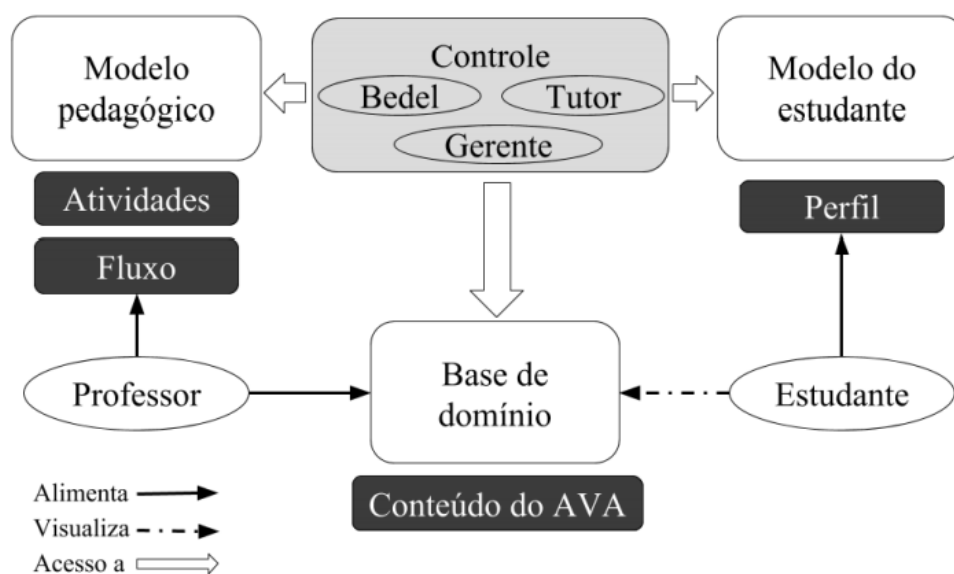 Modelo
pedagógico
Controle
Bedel
Tutor
Gerente
Modelo do
estudante
Atividades
Fluxo
Perfil
Professor
Base de
domínio
Estudante
Conteúdo do AVA
Alimenta
Visualiza
Acesso a